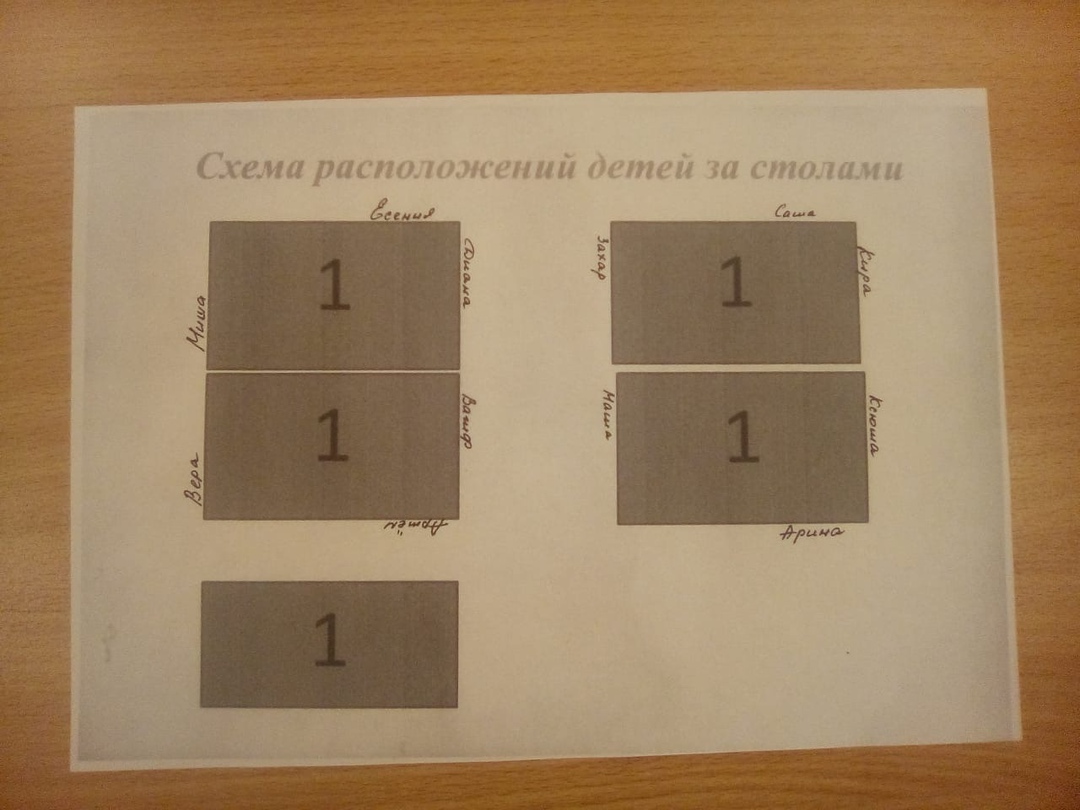 Схема расположений детей за столами
Есения
Саша
Миша
1
Диана
Захар
1
Кира
Вера
1
Маша
1
Ксюша
Артём
Арина
1